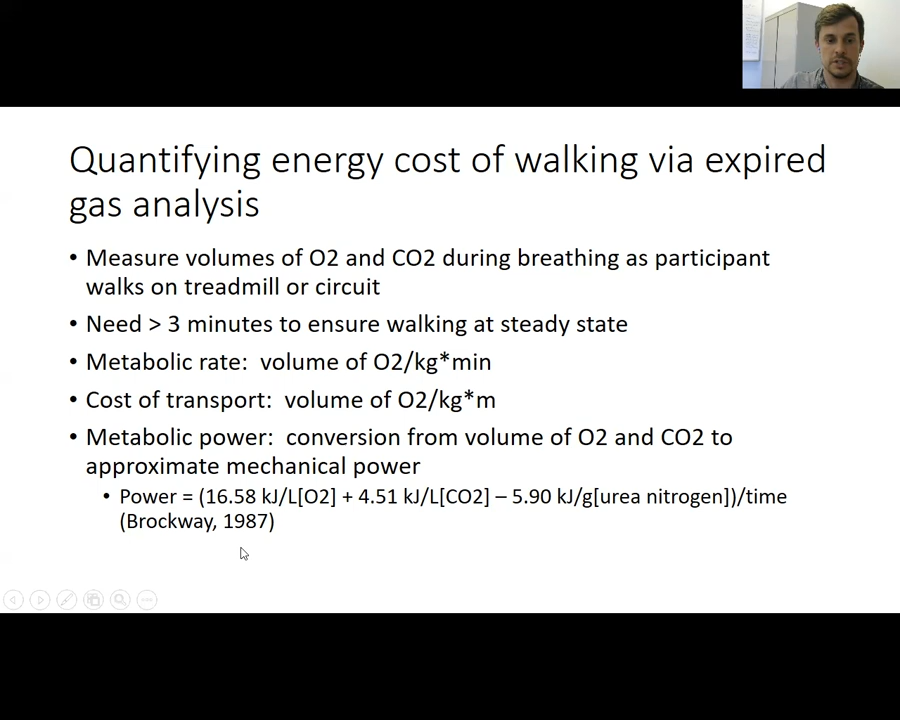 Quantifying energy cost of walking via expired
gas analysis
• Measure volumes of O2 and CO2 during breathing as participant
walks on treadmill or circuit
• Need > 3 minutes to ensure walking at steady state
• Metabolic rate:  volume of O2/kg*min
• Cost of transport:  volume of O2/kg*m
• Metabolic power:  conversion from volume of O2 and CO2 to
approximate mechanical power
• Power = (16.58 kJ/L[O2] + 4.51 kJ/L[CO2] – 5.90 kJ/g[urea nitrogen])/time
(Brockway, 1987)